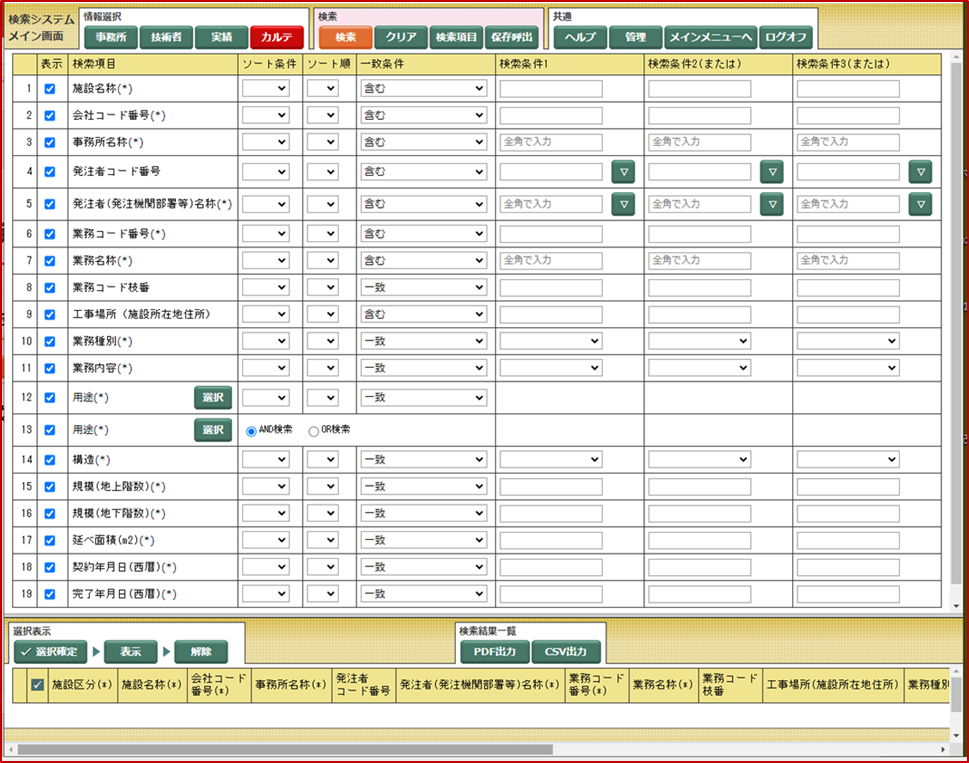 検索システム
メイン画面
情報選択
事務所 技術者 実績 カルテ
検索
検索 クリア 検索項目 保存呼出
共通
ヘルプ 管理 メインメニューへ ログオフ
表示 検索項目 ソート条件 ソート順 一致条件 検索条件1 検索条件2(または) 検索条件3(または)
1 施設名称(*) 含む
2 会社コード番号(*) 含む
3 事務所名称(*) 含む 全角で入力 全角で入力 全角で入力
4 発注者コード番号 含む ▽ ▽ ▽
5 発注者(発注機関部署等)名称(*) 含む 全角で入力 ▽ 全角で入力 ▽ 全角で入力 ▽
6 業務コード番号(*) 含む
7 業務名称(*) 含む 全角で入力 全角で入力 全角で入力
8 業務コード枝番 一致
9 工事場所（施設所在地住所） 含む
10 業務種別(*) 一致
11 業務内容(*) 一致
12 用途(*) 選択 一致
13 用途(*) 選択 AND検索 OR検索
14 構造(*) 一致
15 規模(地上階数)(*) 一致
16 規模(地下階数)(*) 一致
17 延べ面積(m2)(*) 一致
18 契約年月日(西暦)(*) 一致
19 完了年月日(西暦)(*) 一致
選択表示
✓ 選択確定 表示 解除
検索結果一覧
PDF出力 CSV出力
施設区分(*) 施設名称(*) 会社コード番号(*) 事務所名称(*) 発注者コード番号 発注者(発注機関部署等)名称(*) 業務コード番号(*) 業務名称(*) 業務コード枝番 工事場所(施設所在地住所) 業務種別